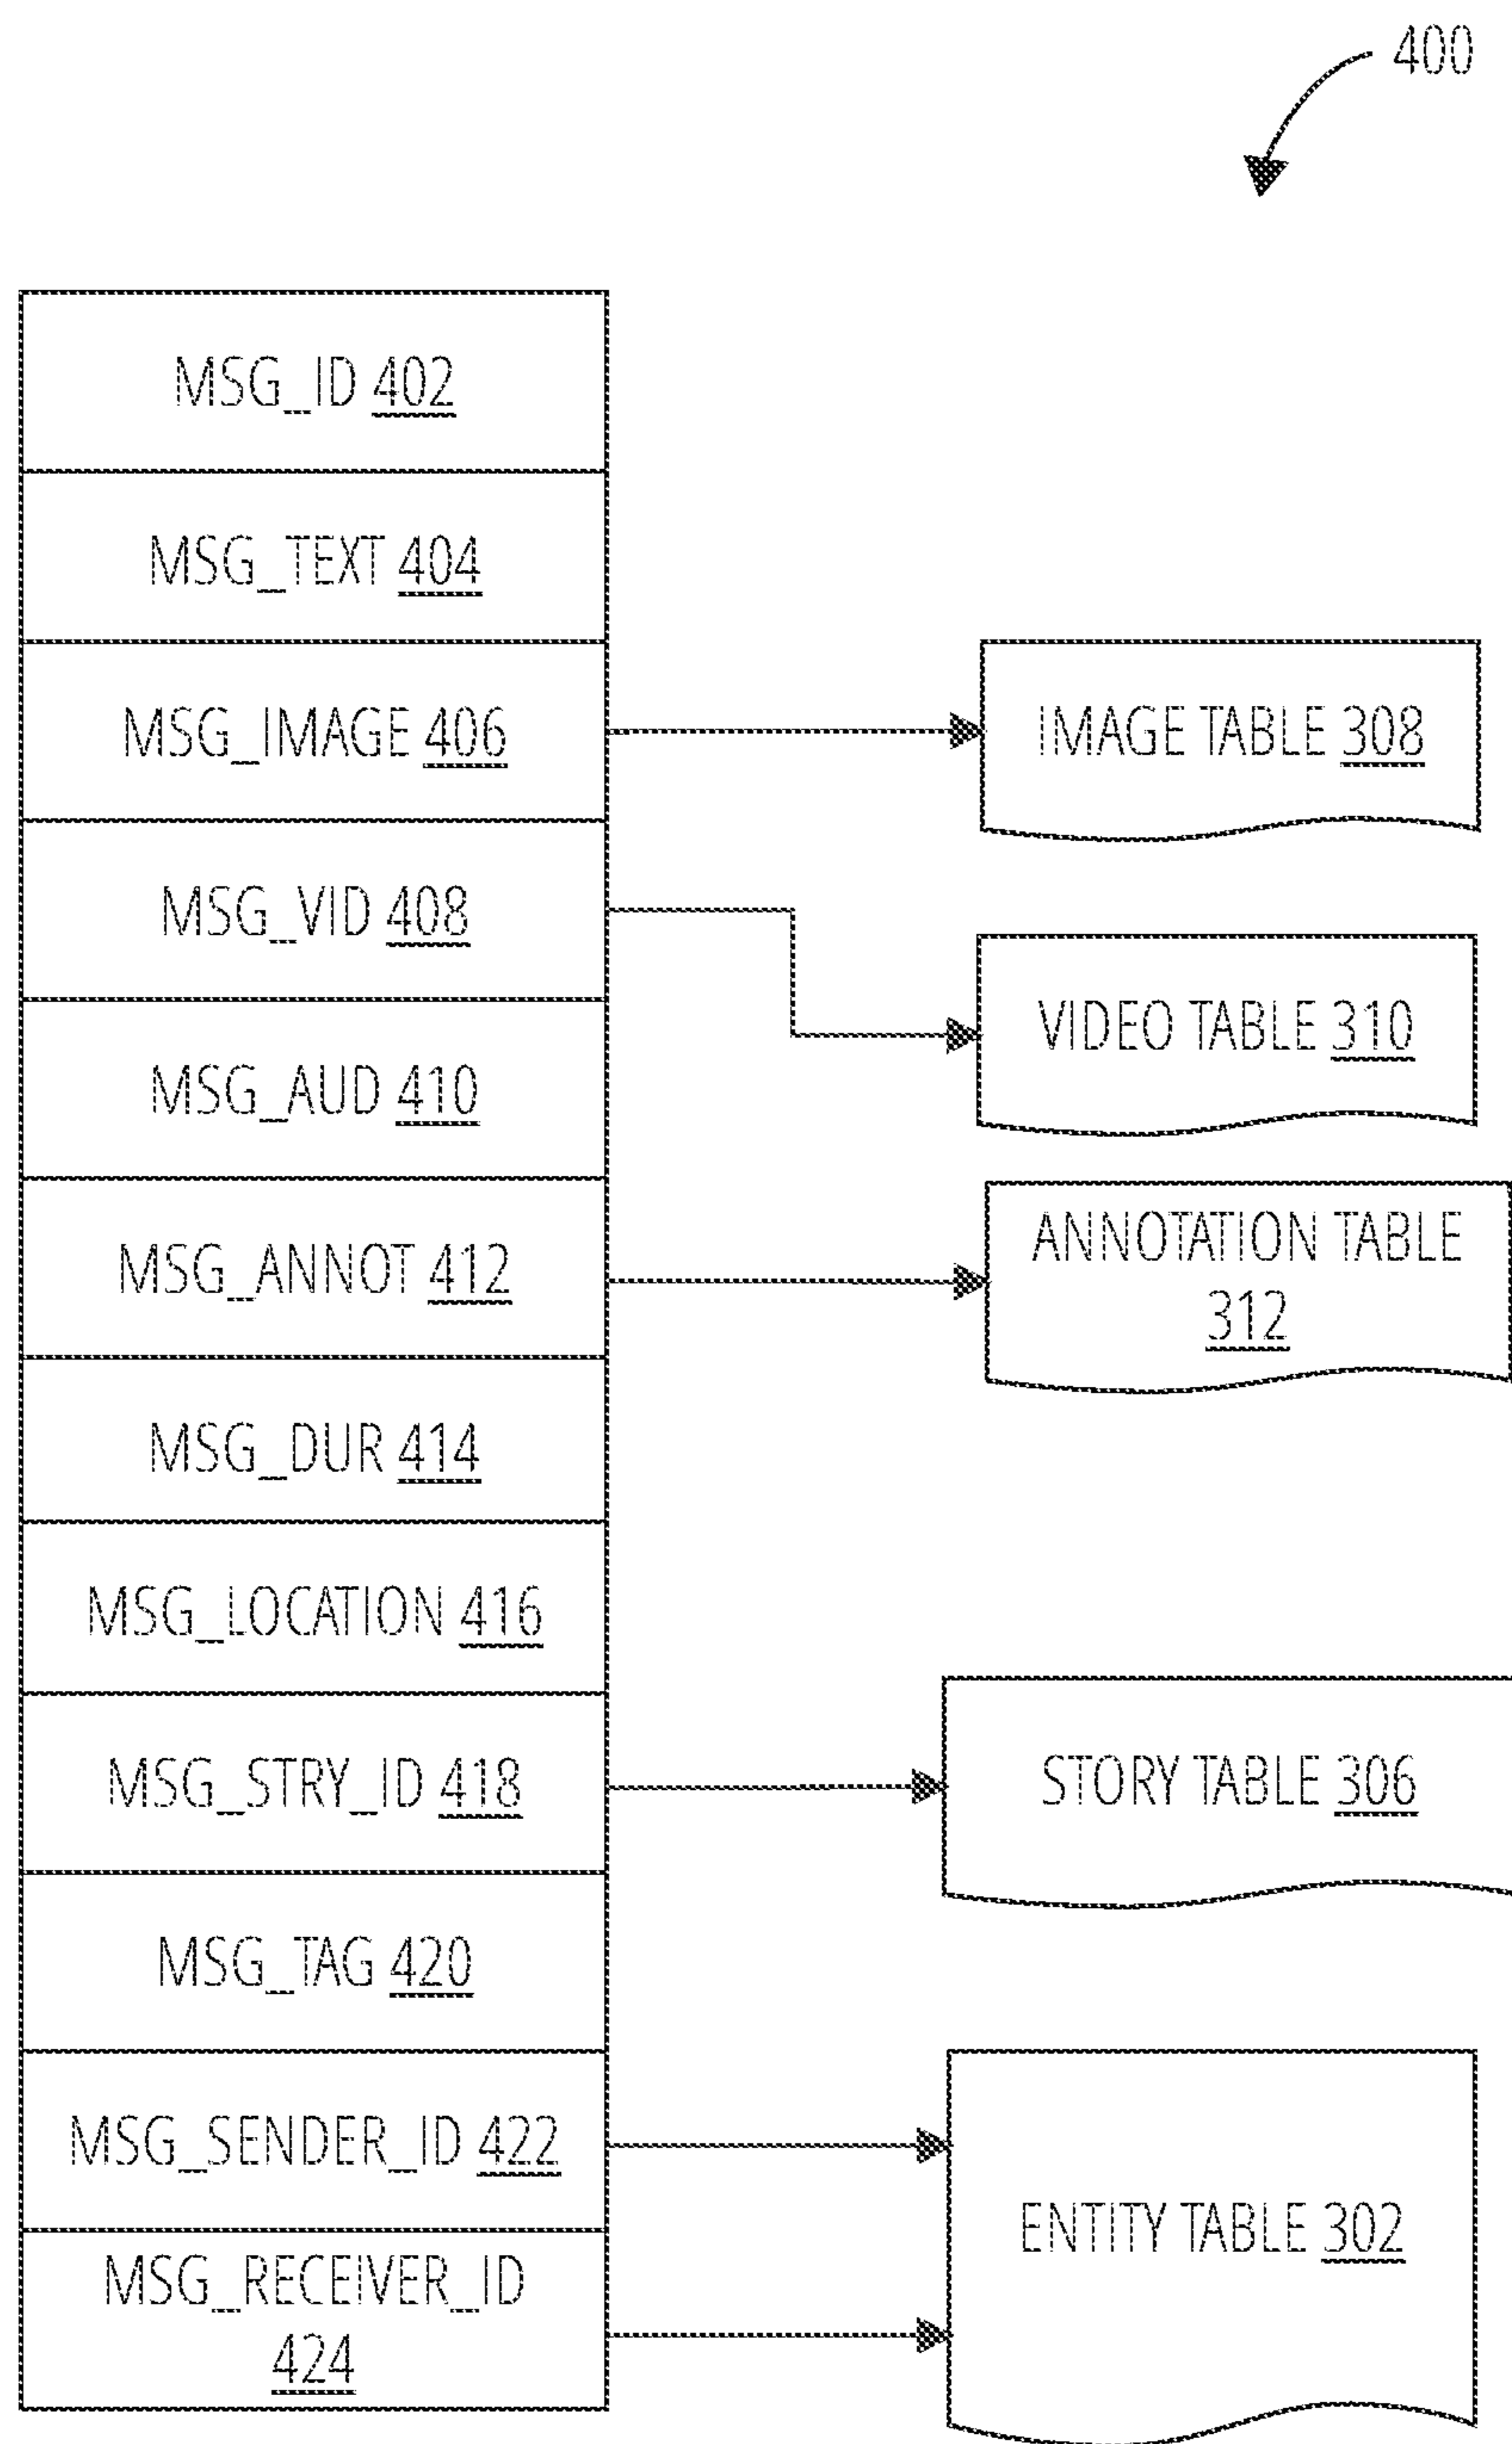 400
MSG_ID 402
MSG_TEXT 404
MSG_IMAGE 406
IMAGE TABLE 308
MSG_VID 408
VIDEO TABLE 310
MSG_AUD 410
MSG_ANNOT 412
ANNOTATION TABLE
312
MSG_DUR 414
MSG_LOCATION 416
MSG_STRY_ID 418
STORY TABLE 306
MSG_TAG 420
MSG_SENDER_ID 422
ENTITY TABLE 302
MSG_RECEIVER_ID
424